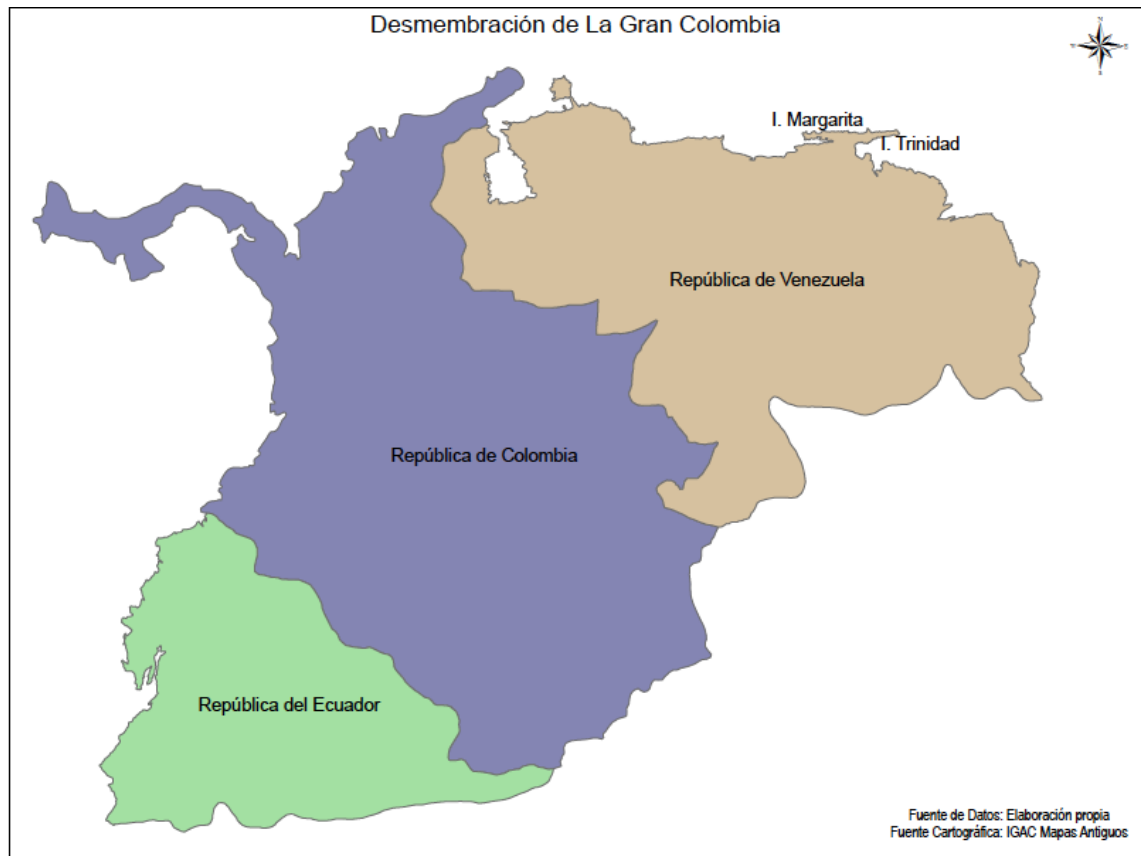 Desmembración de La Gran Colombia
N
I. Margarita
I. Trinidad
República de Venezuela
República de Colombia
República del Ecuador
Fuente de Datos: Elaboración propia
Fuente Cartográfica: IGAC Mapas Antiguos